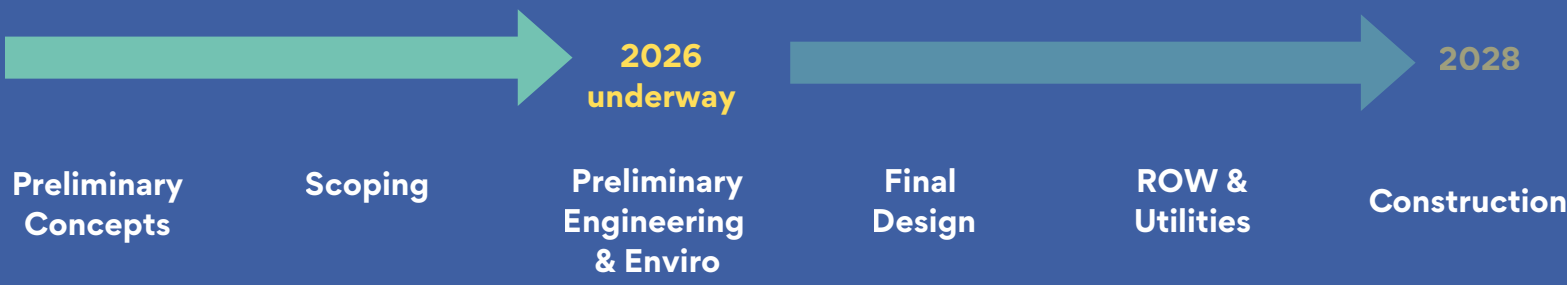 2026
underway
2028
Preliminary
Concepts
Scoping
Preliminary
Engineering
& Enviro
Final
Design
ROW &
Utilities
Construction